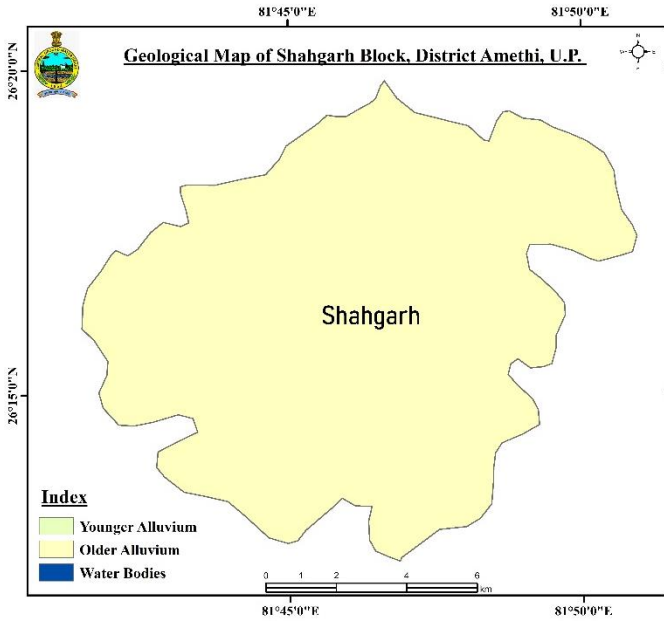 81°45'0"E
81°50'0"E
Geological Map of Shahgarh Block, District Amethi, U.P.
26°20'0"N
N
Shahgarh
26°15'0"N
Index
Younger Alluvium
Older Alluvium
Water Bodies
0 1 2 4 6
km
81°45'0"E
81°50'0"E